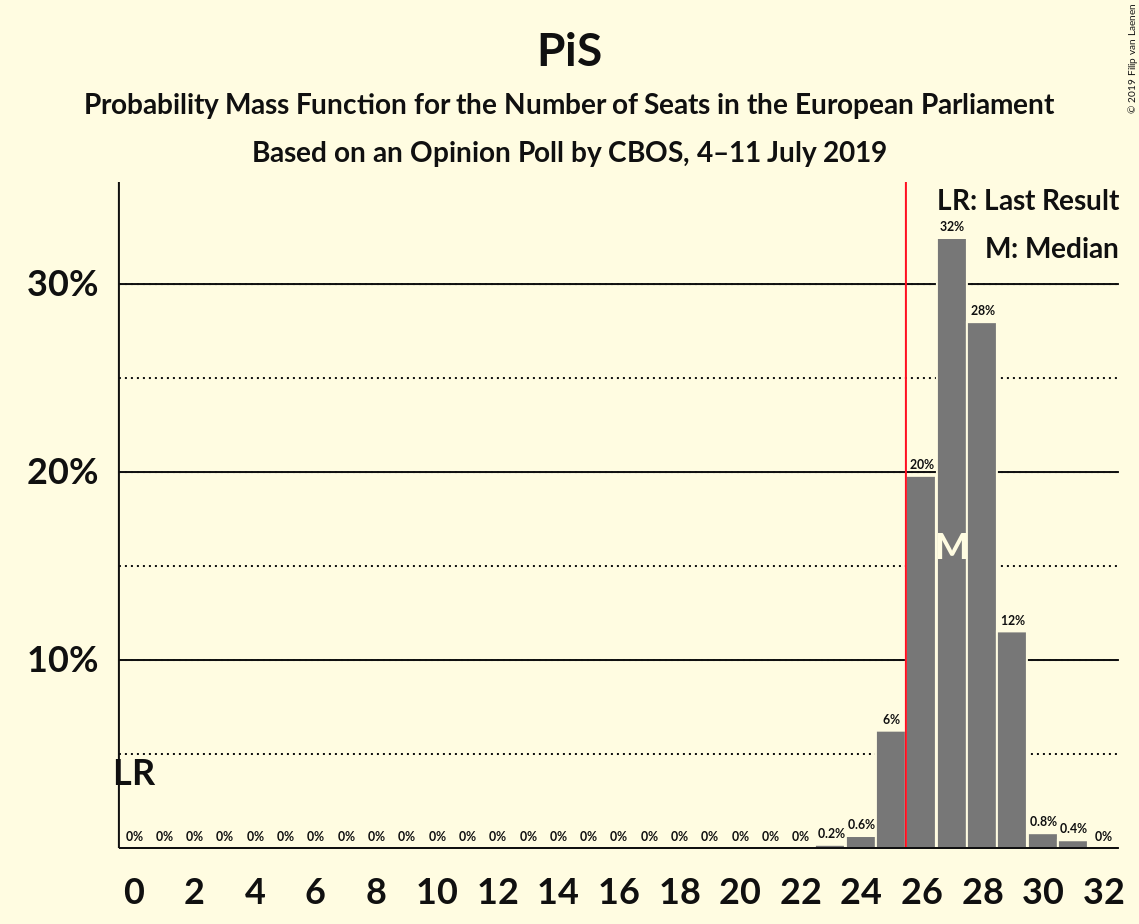 PiS
Probability Mass Function for the Number of Seats in the European Parliament
Based on an Opinion Poll by CBOS, 4–11 July 2019
© 2019 Filip van Laenen
LR: Last Result
M: Median
30%
20%
10%
32%
28%
20%
M
12%
6%
LR
0% 0% 0% 0% 0% 0% 0% 0% 0% 0% 0% 0% 0% 0% 0% 0% 0% 0% 0% 0% 0% 0% 0% 0.2% 0.6% 0.8% 0.4% 0%
0 2 4 6 8 10 12 14 16 18 20 22 24 26 28 30 32